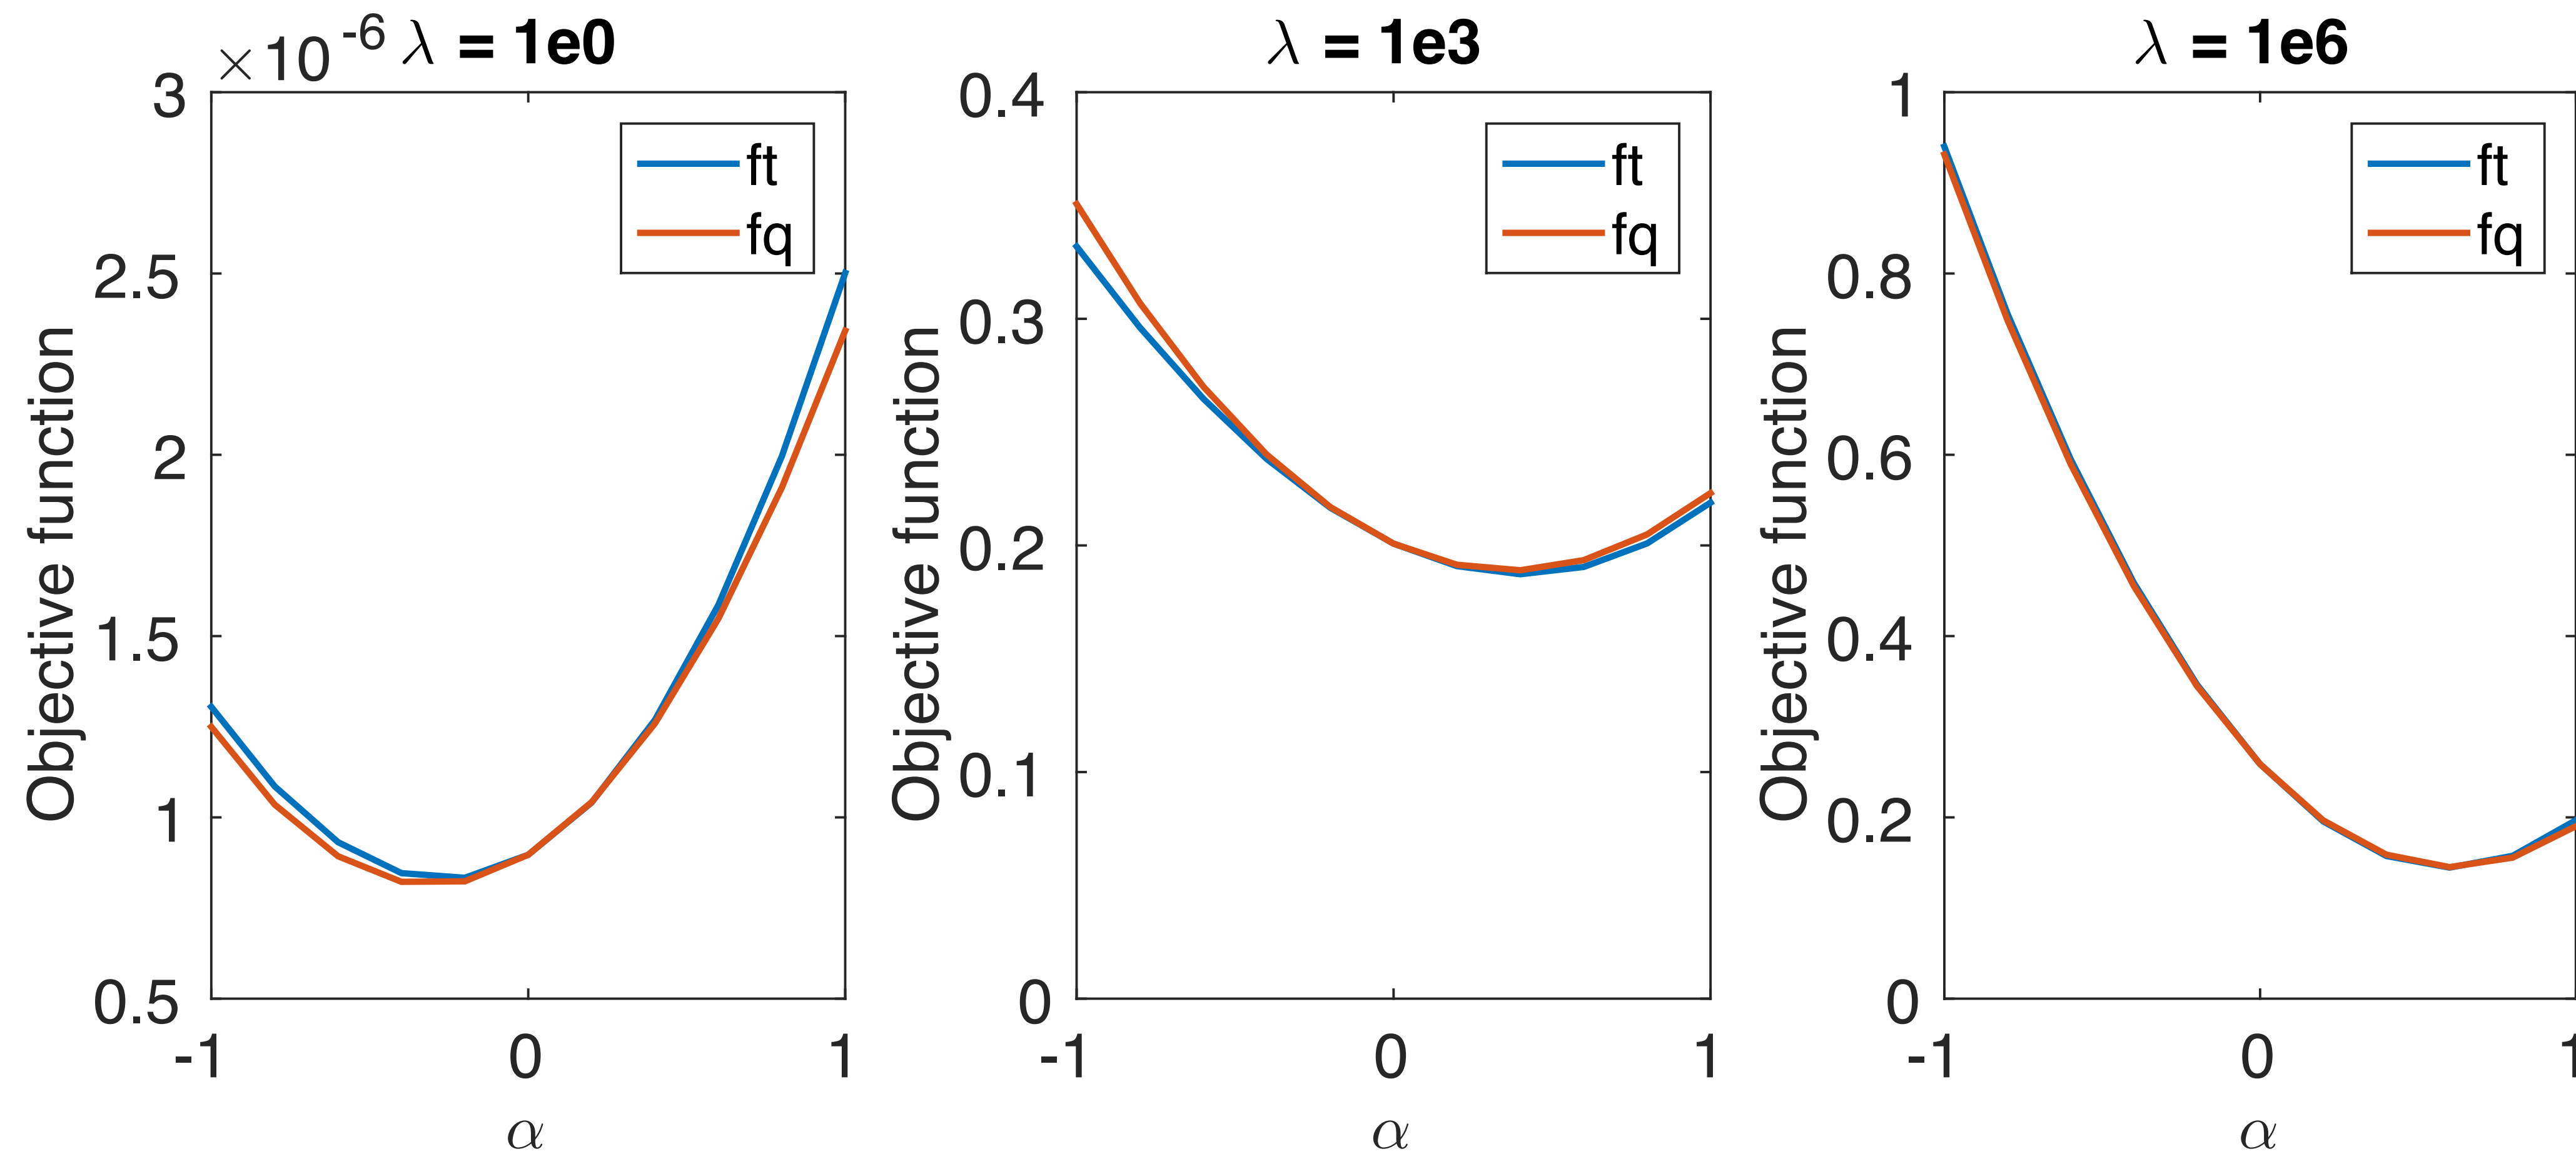 ×10⁻⁶ λ = 1e0
3
2.5
2
1.5
1
0.5
-1 0 1
α
Objective function
ft
fq
λ = 1e3
0.4
0.3
0.2
0.1
0
-1 0 1
α
Objective function
ft
fq
λ = 1e6
1
0.8
0.6
0.4
0.2
0
-1 0 1
α
Objective function
ft
fq